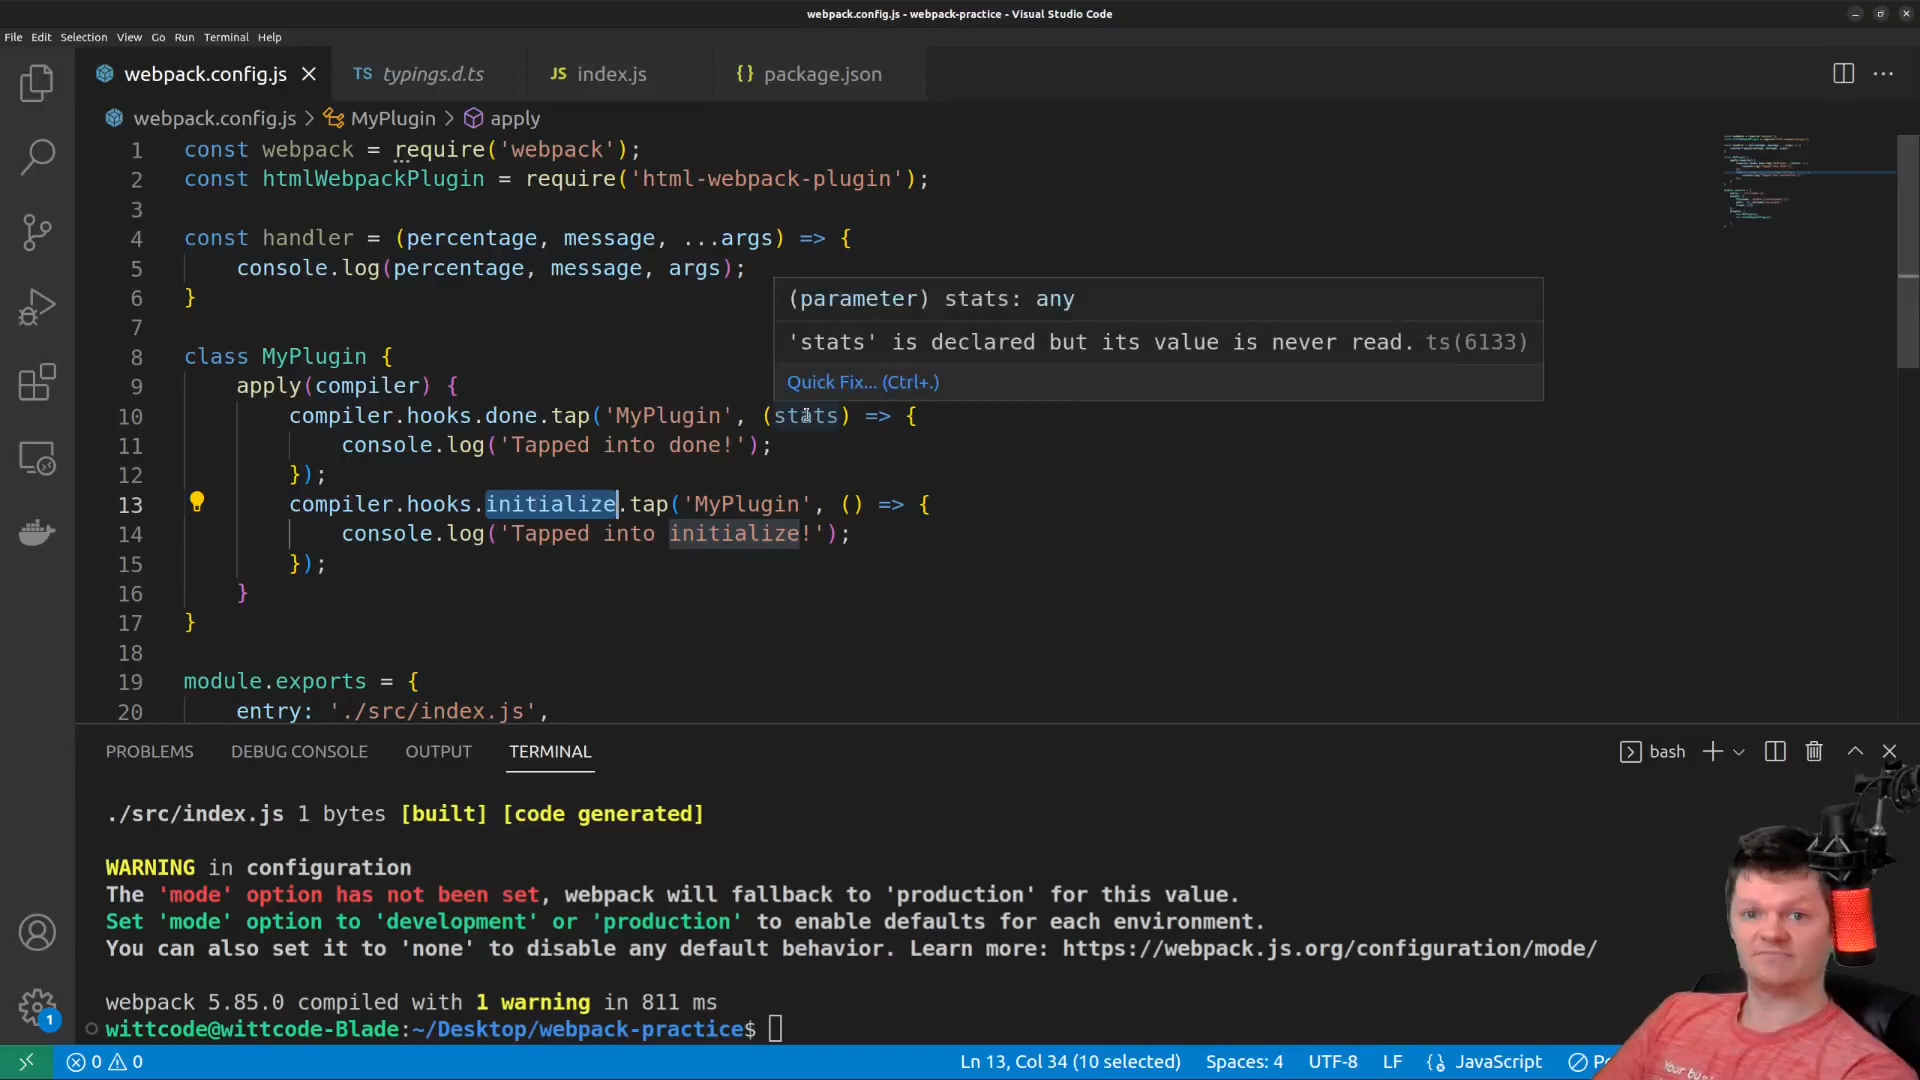 webpack.config.js - webpack-practice - Visual Studio Code
File Edit Selection View Go Run Terminal Help
webpack.config.js TS typings.d.ts JS index.js {} package.json
webpack.config.js > MyPlugin > apply
1 const webpack = require('webpack');
2 const htmlWebpackPlugin = require('html-webpack-plugin');
3
4 const handler = (percentage, message, ...args) => {
5 console.log(percentage, message, args);
6 }
7
(parameter) stats: any
'stats' is declared but its value is never read. ts(6133)
Quick Fix... (Ctrl+.)
8 class MyPlugin {
9 apply(compiler) {
10 compiler.hooks.done.tap('MyPlugin', (stats) => {
11 console.log('Tapped into done!');
12 });
13 compiler.hooks.initialize.tap('MyPlugin', () => {
14 console.log('Tapped into initialize!');
15 });
16 }
17 }
18
19 module.exports = {
20 entry: './src/index.js',
PROBLEMS DEBUG CONSOLE OUTPUT TERMINAL bash
./src/index.js 1 bytes [built] [code generated]
WARNING in configuration
The 'mode' option has not been set, webpack will fallback to 'production' for this value.
Set 'mode' option to 'development' or 'production' to enable defaults for each environment.
You can also set it to 'none' to disable any default behavior. Learn more: https://webpack.js.org/configuration/mode/
webpack 5.85.0 compiled with 1 warning in 811 ms
wittcode@wittcode-Blade:~/Desktop/webpack-practice$
1
0 0 Ln 13, Col 34 (10 selected) Spaces: 4 UTF-8 LF {} JavaScript
Your